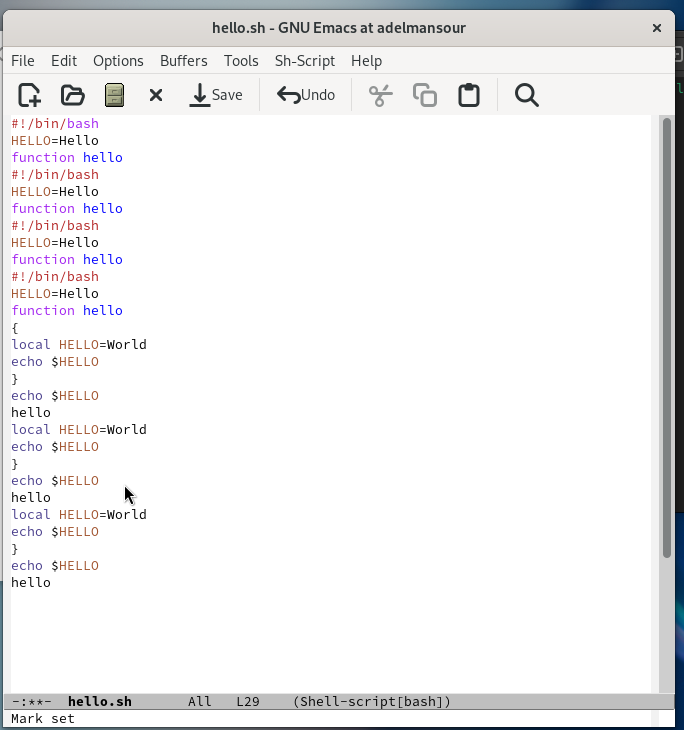 hello.sh - GNU Emacs at adelmansour
File Edit Options Buffers Tools Sh-Script Help
Save Undo
#!/bin/bash
HELLO=Hello
function hello
#!/bin/bash
HELLO=Hello
function hello
#!/bin/bash
HELLO=Hello
function hello
#!/bin/bash
HELLO=Hello
function hello
{
local HELLO=World
echo $HELLO
}
echo $HELLO
hello
local HELLO=World
echo $HELLO
}
echo $HELLO
hello
local HELLO=World
echo $HELLO
}
echo $HELLO
hello
-:**- hello.sh All L29 (Shell-script[bash])
Mark set